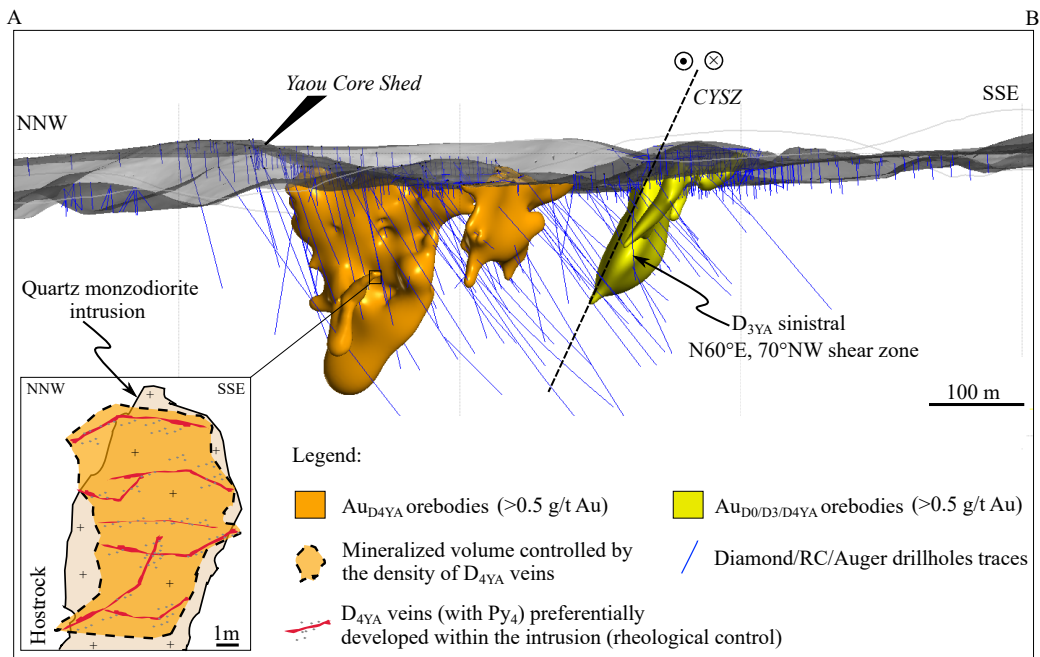 A
B
Yaou Core Shed
CYSZ
NNW
SSE
Quartz monzodiorite
intrusion
D3YA sinistral
N60°E, 70°NW shear zone
100 m
NNW
SSE
Hostrock
1m
Legend:
AuD4YA orebodies (>0.5 g/t Au)
AuD0/D3/D4YA orebodies (>0.5 g/t Au)
Mineralized volume controlled by
the density of D4YA veins
Diamond/RC/Auger drillholes traces
D4YA veins (with Py4) preferentially
developed within the intrusion (rheological control)